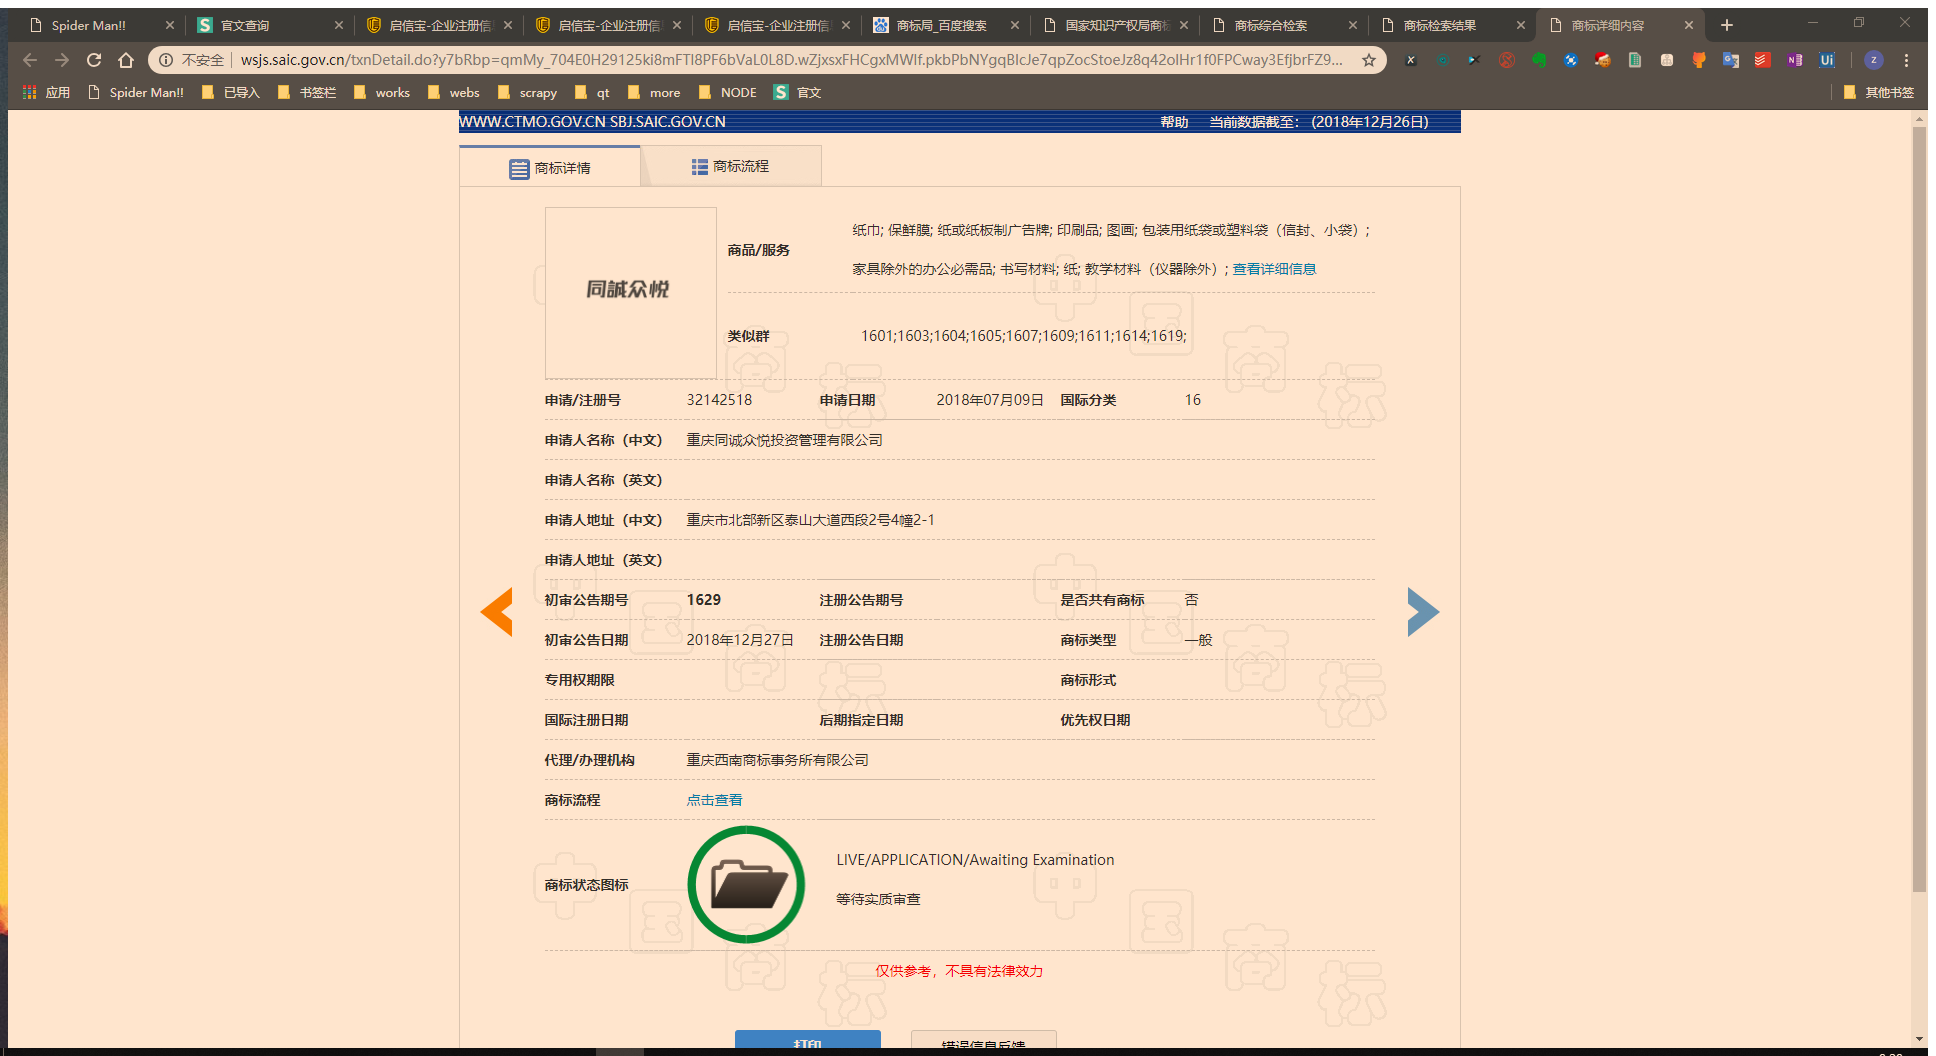 Spider Man!!
官文查询
启信宝-企业注册信
启信宝-企业注册信
启信宝-企业注册信
商标局_百度搜索
国家知识产权局商标
商标综合检索
商标检索结果
商标详细内容
不安全 wsjs.saic.gov.cn/txnDetail.do?y7bRbp=qmMy_704E0H29125ki8mFTl8PF6bVaL0L8D.wZjxsxFHCgxMWlf.pkbPbNYgqBlcJe7qpZocStoeJz8q42olHr1f0FPCway3EfJbrFZ9...
应用 Spider Man!! 已导入 书签栏 works webs scrapy qt more NODE 官文 其他书签
WWW.CTMO.GOV.CN SBJ.SAIC.GOV.CN 帮助 当前数据截至：(2018年12月26日)
商标详情 商标流程
同誠众悦
商品/服务
纸巾; 保鲜膜; 纸或纸板制广告牌; 印刷品; 图画; 包装用纸袋或塑料袋（信封、小袋）;
家具除外的办公必需品; 书写材料; 纸; 教学材料（仪器除外）; 查看详细信息
类似群 1601;1603;1604;1605;1607;1609;1611;1614;1619;
申请/注册号 32142518 申请日期 2018年07月09日 国际分类 16
申请人名称（中文） 重庆同诚众悦投资管理有限公司
申请人名称（英文）
申请人地址（中文） 重庆市北部新区泰山大道西段2号4幢2-1
申请人地址（英文）
初审公告期号 1629 注册公告期号 是否共有商标 否
初审公告日期 2018年12月27日 注册公告日期 商标类型 一般
专用权期限 商标形式
国际注册日期 后期指定日期 优先权日期
代理/办理机构 重庆西南商标事务所有限公司
商标流程 点击查看
商标状态图标
LIVE/APPLICATION/Awaiting Examination
等待实质审查
仅供参考，不具有法律效力
打印 错误信息反馈
中国商标